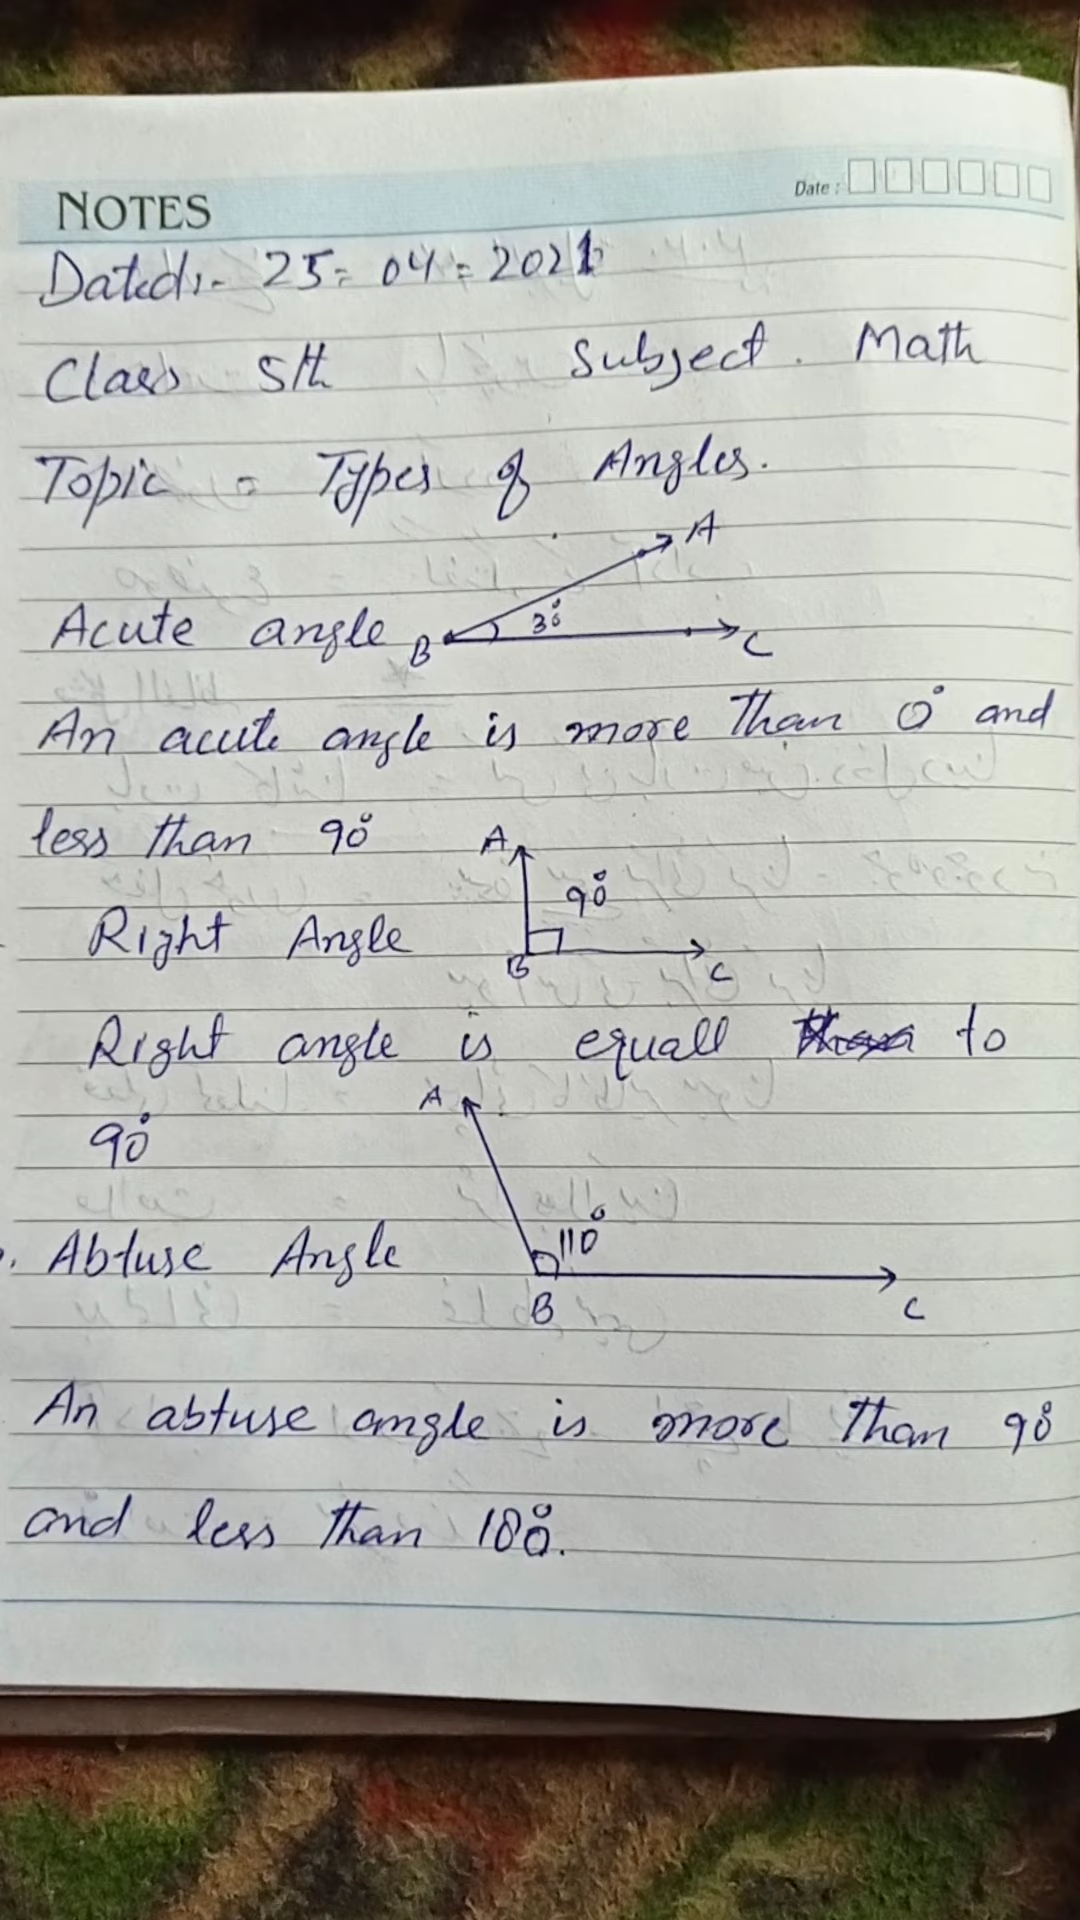 NOTES
Date :
Dated:- 25= 04 = 2021
Class 5th Subject . Math
Topic = Types of Angles.
A
Acute angle B 30° C
An acute angle is more than 0° and
less than 90° A
90°
Right Angle B C
Right angle is equall to
90° A
110°
Abtuse Angle
B C
An abtuse angle is more than 90°
and less than 180°.